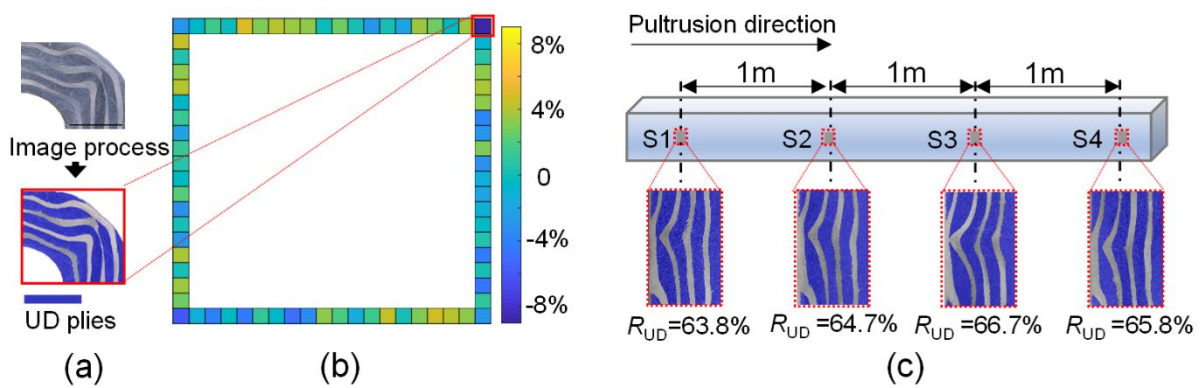 Image process
UD plies
(a)
8%
4%
0
-4%
-8%
(b)
Pultrusion direction
1m 1m 1m
S1 S2 S3 S4
RUD=63.8% RUD=64.7% RUD=66.7% RUD=65.8%
(c)